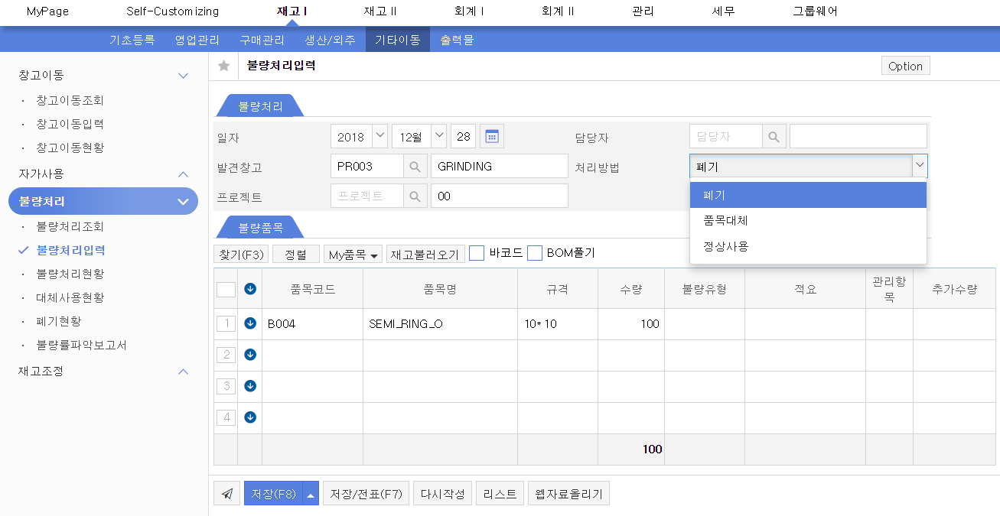 MyPage Self-Customizing 재고 I 재고 II 회계 I 회계 II 관리 세무 그룹웨어
기초등록 영업관리 구매관리 생산/외주 기타이동 출력물
창고이동
· 창고이동조회
· 창고이동입력
· 창고이동현황
자가사용
불량처리
· 불량처리조회
불량처리입력
· 불량처리현황
· 대체사용현황
· 폐기현황
· 불량률파악보고서
재고조정
불량처리입력 Option
불량처리
일자 2018 12월 28 담당자 담당자
발견창고 PR003 GRINDING 처리방법 폐기
프로젝트 프로젝트 00
폐기
품목대체
정상사용
불량품목
찾기(F3) 정렬 My품목 재고불러오기 바코드 BOM풀기
품목코드 품목명 규격 수량 불량유형 적요 관리항목 추가수량
1 B004 SEMI_RING_O 10* 10 100
2
3
4
100
저장(F8) 저장/전표(F7) 다시작성 리스트 웹자료올리기